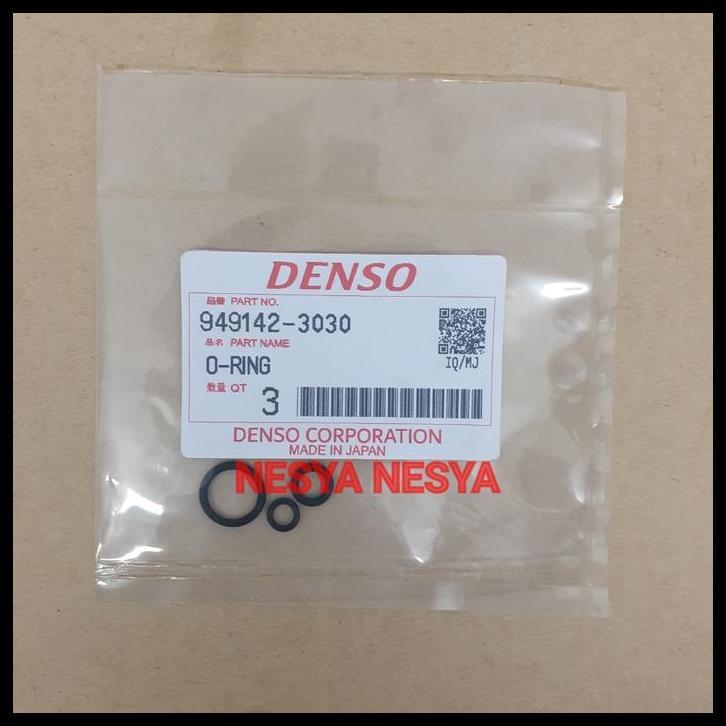 DENSO
品番 PART NO.
949142-3030
品名 PART NAME
O-RING
IQ/MJ
数量 QT
3
DENSO CORPORATION
MADE IN JAPAN
NESYA NESYA